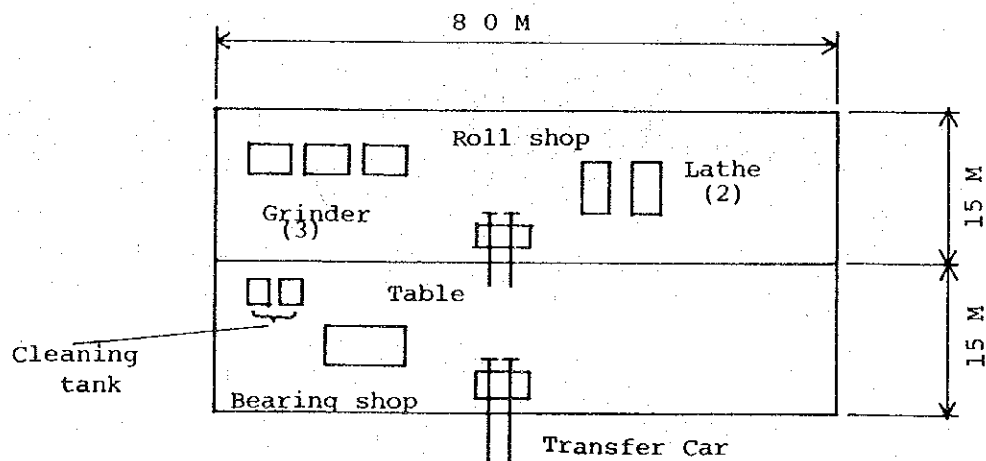 8 0 M
Roll shop
Lathe
(2)
15 M
Grinder
(3)
Table
15 M
Cleaning
tank
Bearing shop
Transfer Car